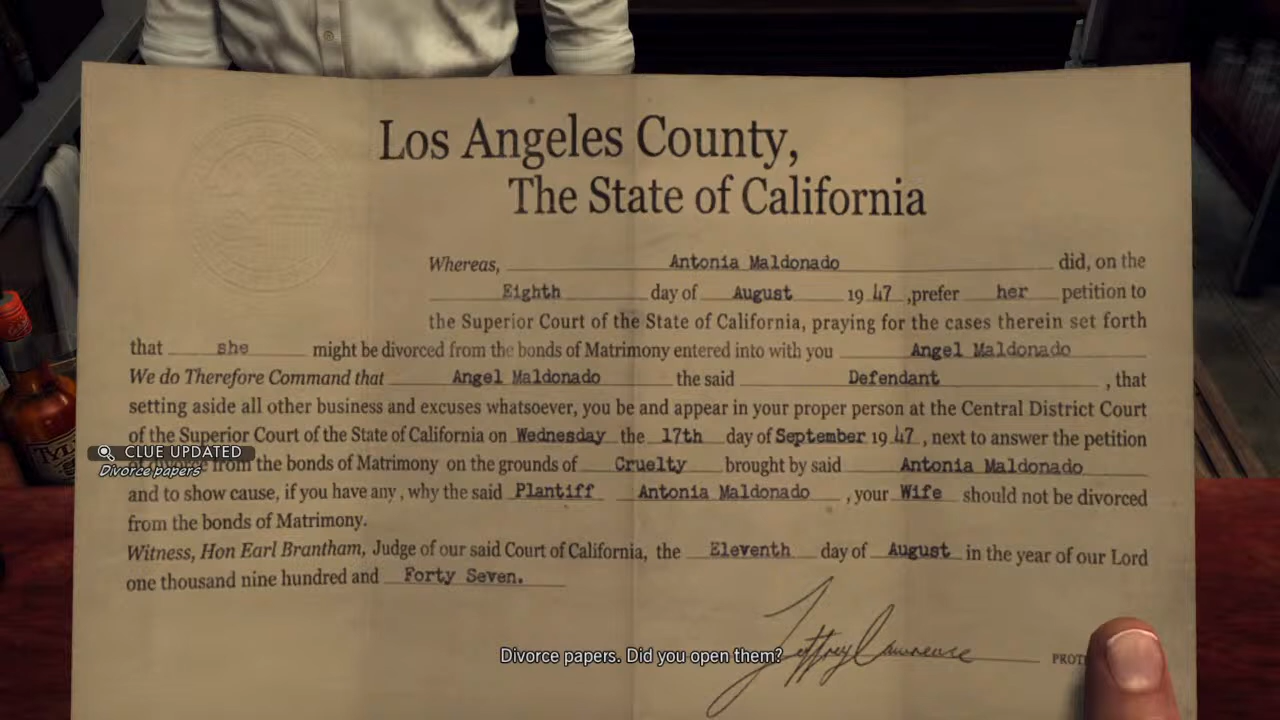 Los Angeles County,
The State of California
Whereas, Antonia Maldonado did, on the
Eighth day of August 19 47 ,prefer her petition to
the Superior Court of the State of California, praying for the cases therein set forth
that she might be divorced from the bonds of Matrimony entered into with you Angel Maldonado
We do Therefore Command that Angel Maldonado the said Defendant , that
setting aside all other business and excuses whatsoever, you be and appear in your proper person at the Central District Court
of the Superior Court of the State of California on Wednesday the 17th day of September 19 47 , next to answer the petition
CLUE UPDATED
Divorce papers
from the bonds of Matrimony on the grounds of Cruelty brought by said Antonia Maldonado
and to show cause, if you have any , why the said Plantiff Antonia Maldonado , your Wife should not be divorced
from the bonds of Matrimony.
Witness, Hon Earl Brantham, Judge of our said Court of California, the Eleventh day of August in the year of our Lord
one thousand nine hundred and Forty Seven.
Jeffrey Lawrence
Divorce papers. Did you open them?